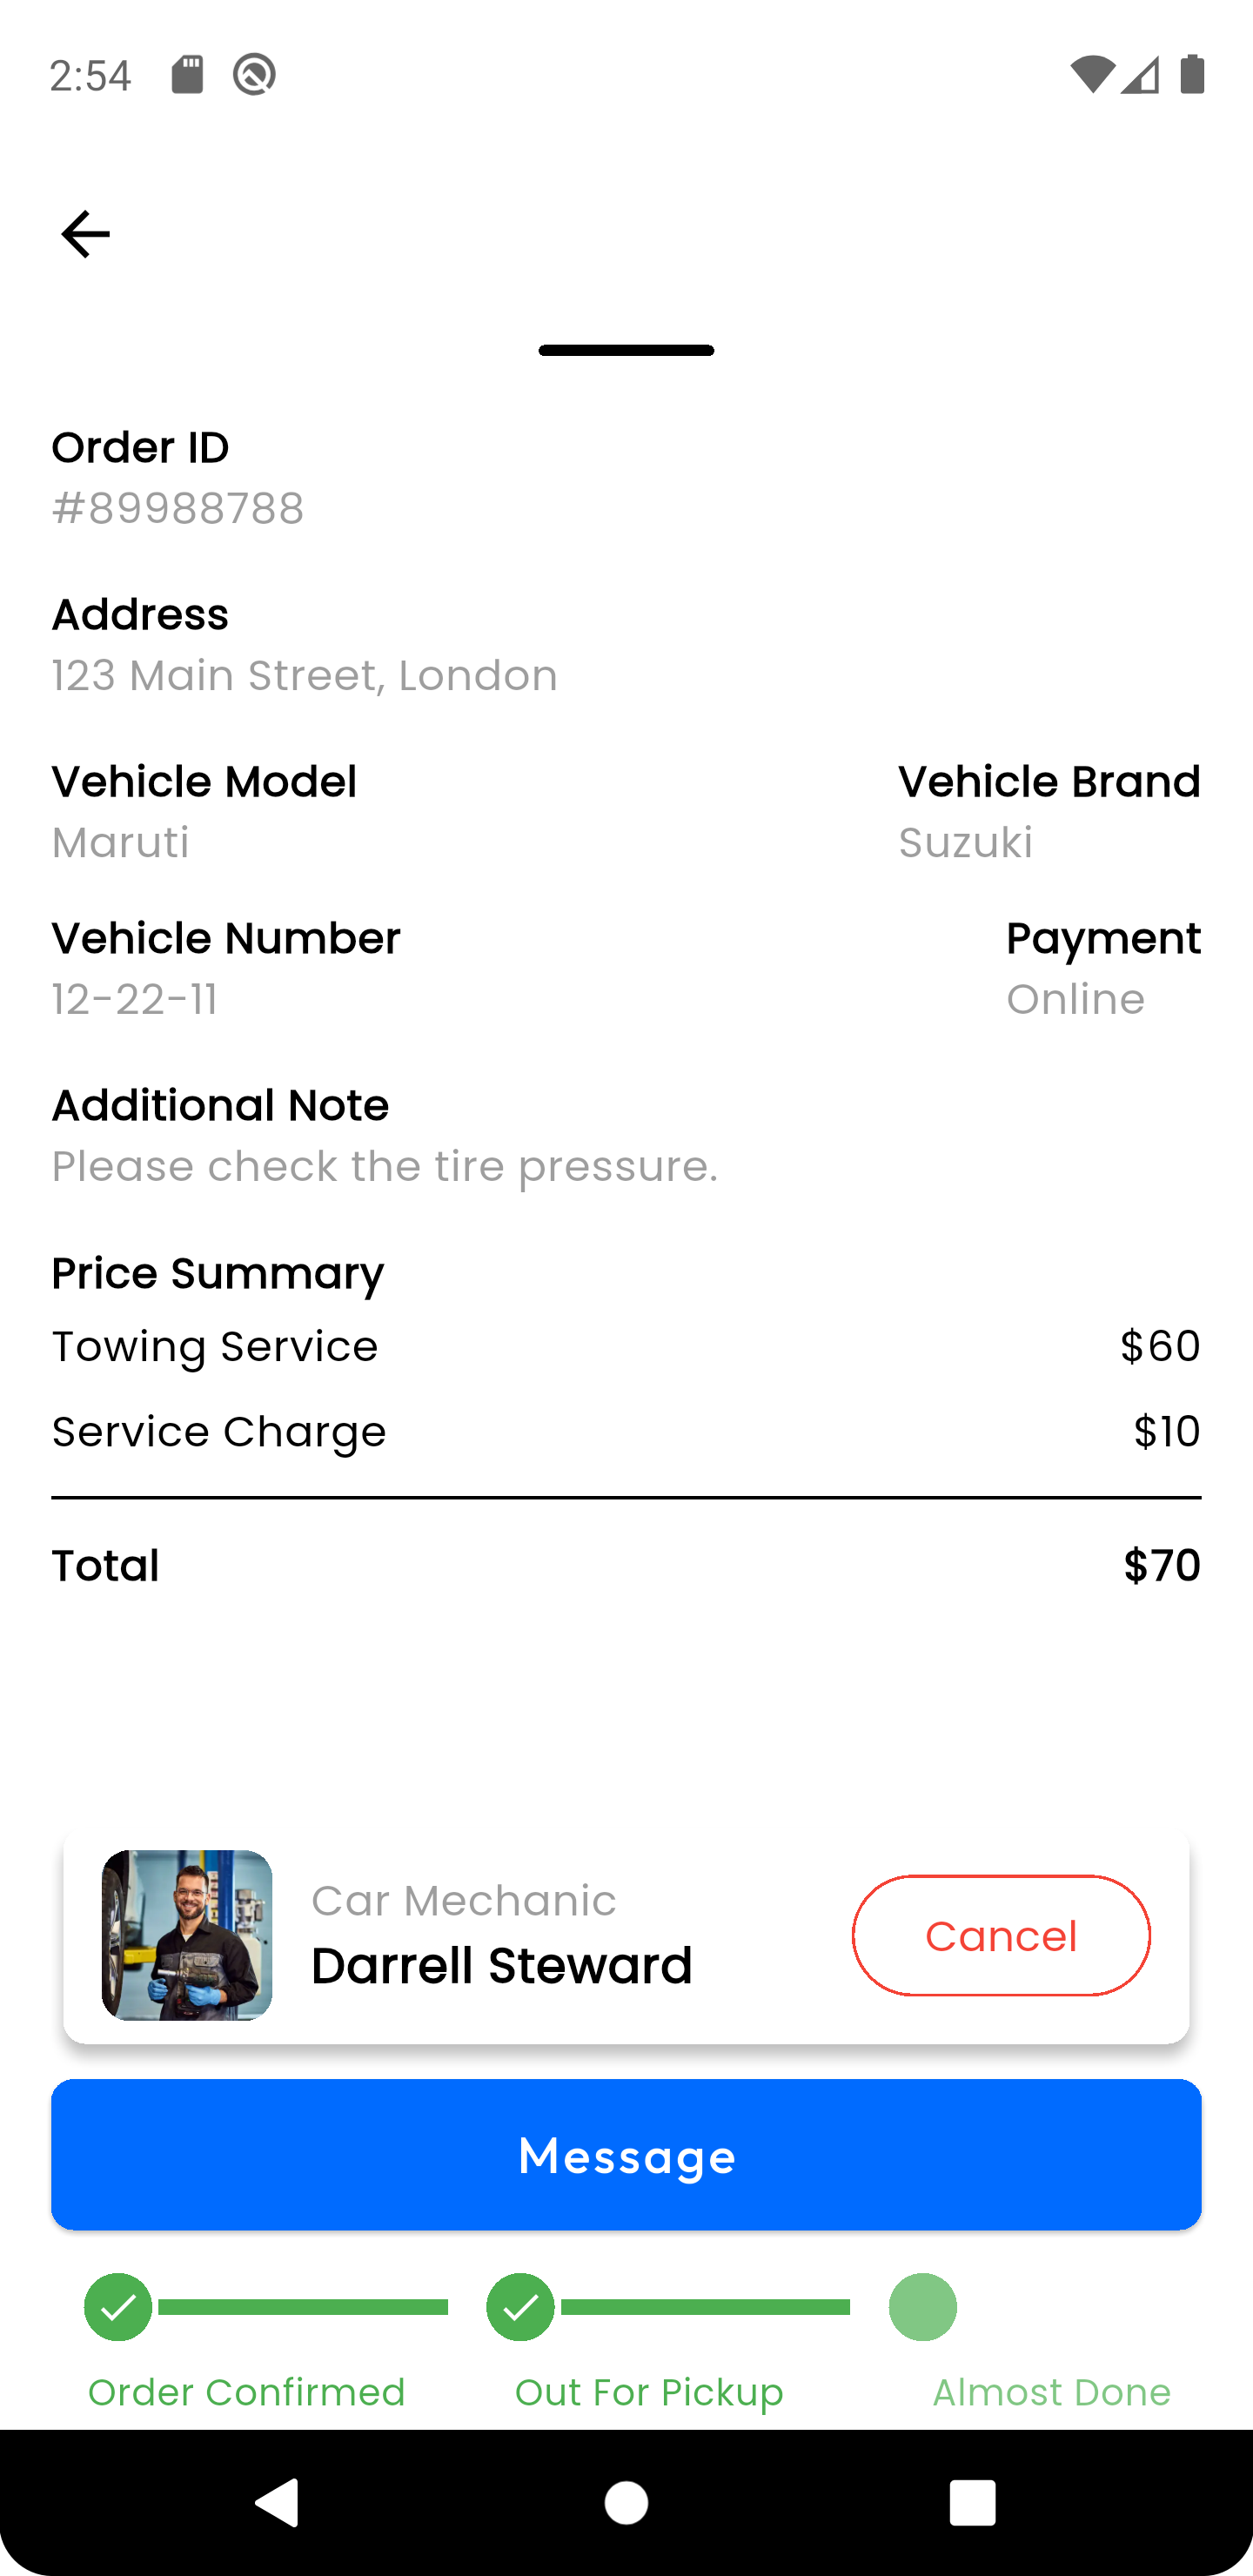 2:54
Order ID
#89988788
Address
123 Main Street, London
Vehicle Model
Vehicle Brand
Maruti
Suzuki
Vehicle Number
Payment
12-22-11
Online
Additional Note
Please check the tire pressure.
Price Summary
Towing Service $60
Service Charge $10
Total $70
Car Mechanic
Darrell Steward
Cancel
Message
Order Confirmed
Out For Pickup
Almost Done